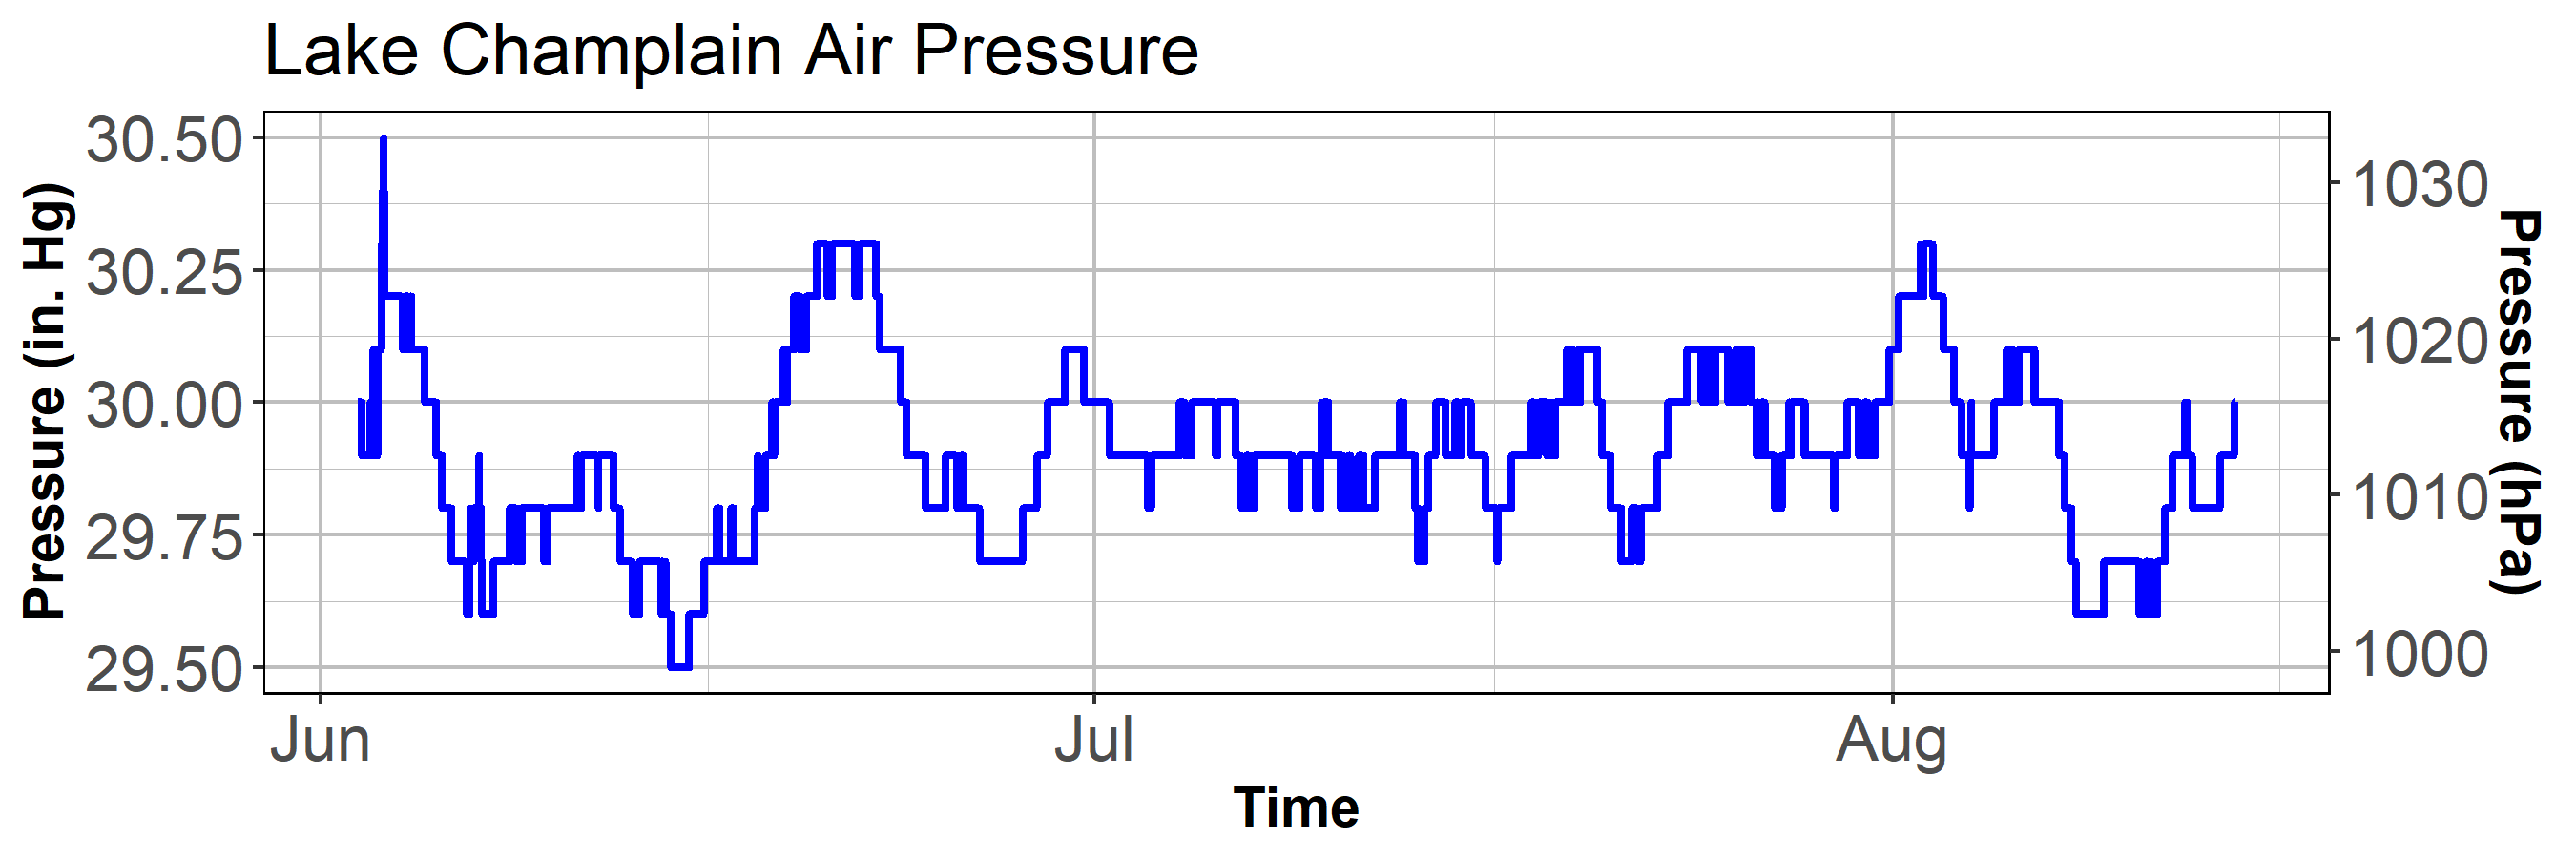 Lake Champlain Air Pressure
Pressure (in. Hg)
30.50
30.25
30.00
29.75
29.50
1030
1020
1010
1000
Pressure (hPa)
Jun
Jul
Aug
Time